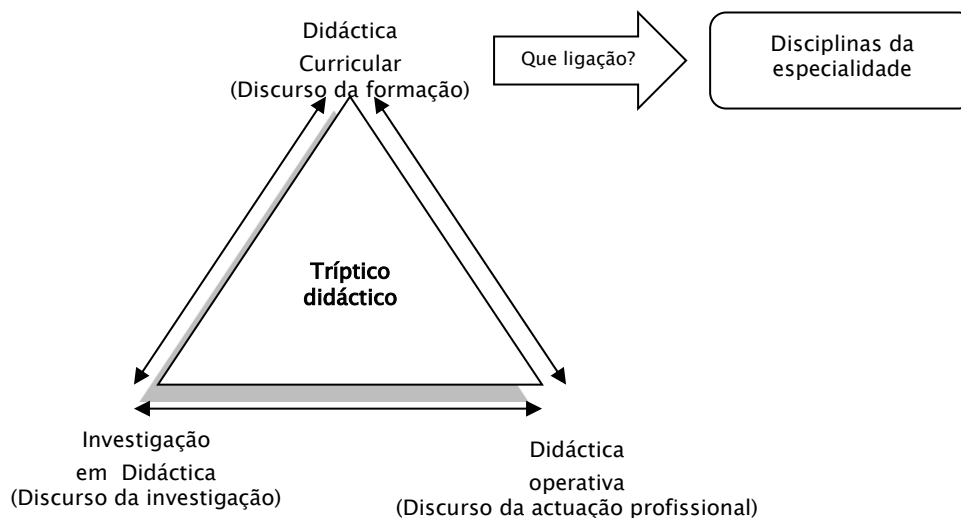 Didáctica
Curricular
(Discurso da formação)
Que ligação?
Disciplinas da
especialidade
Tríptico
didáctico
Investigação
em Didáctica
(Discurso da investigação)
Didáctica
operativa
(Discurso da actuação profissional)